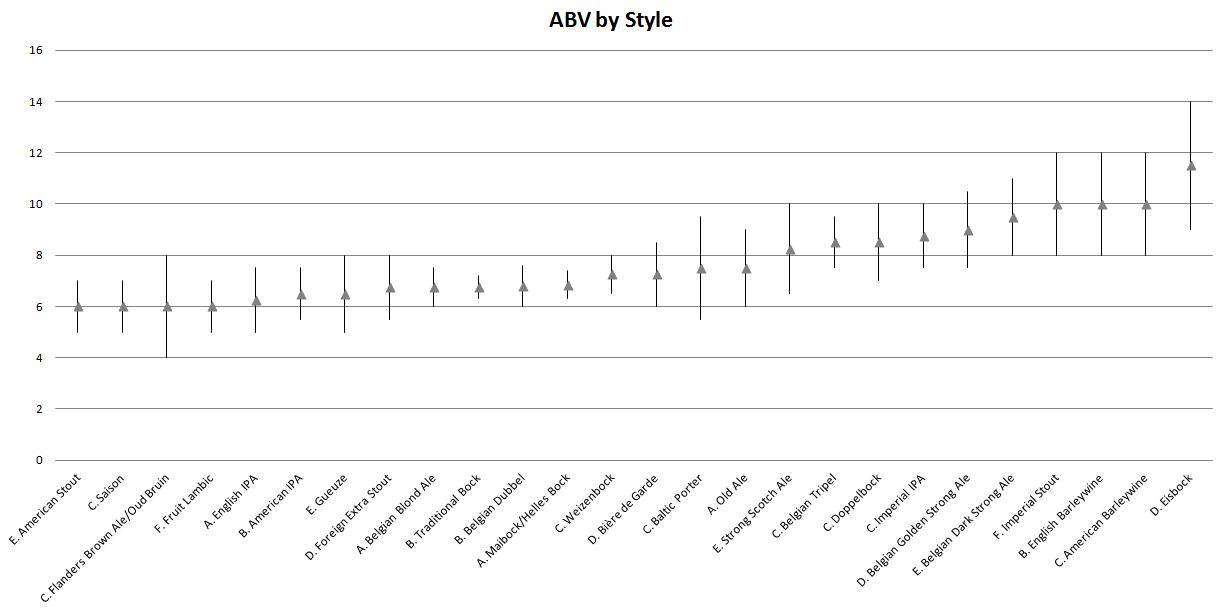 ABV by Style
16
14
12
10
8
6
4
2
0
E. American Stout
C. Saison
C. Flanders Brown Ale/Oud Bruin
F. Fruit Lambic
A. English IPA
B. American IPA
E. Gueuze
D. Foreign Extra Stout
A. Belgian Blond Ale
B. Traditional Bock
B. Belgian Dubbel
A. Maibock/Helles Bock
C. Weizenbock
D. Bière de Garde
C. Baltic Porter
A. Old Ale
E. Strong Scotch Ale
C. Belgian Tripel
C. Doppelbock
C. Imperial IPA
D. Belgian Golden Strong Ale
E. Belgian Dark Strong Ale
F. Imperial Stout
B. English Barleywine
C. American Barleywine
D. Eisbock